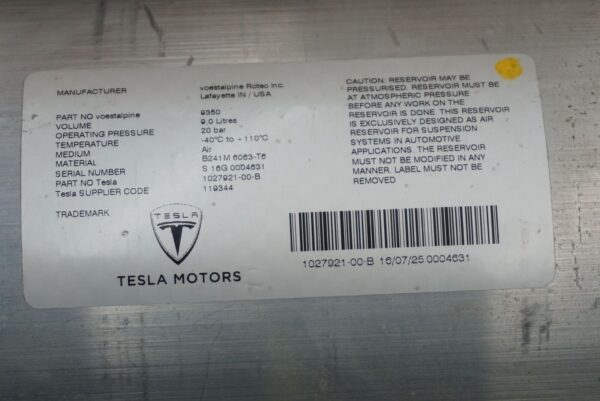 MANUFACTURER voestalpine Rotec Inc.
Lafayette IN / USA
PART NO voestalpine 9350
VOLUME 9.0 Litres
OPERATING PRESSURE 20 bar
TEMPERATURE -40°C to +110°C
MEDIUM Air
MATERIAL B241M 6063-T6
SERIAL NUMBER S 16G 0004631
PART NO Tesla 1027921-00-B
Tesla SUPPLIER CODE 119344
TRADEMARK
TESLA
TESLA MOTORS
CAUTION: RESERVOIR MAY BE
PRESSURISED. RESERVOIR MUST BE
AT ATMOSPHERIC PRESSURE
BEFORE ANY WORK ON THE
RESERVOIR IS DONE. THIS RESERVOIR
IS EXCLUSIVELY DESIGNED AS AIR
RESERVOIR FOR SUSPENSION
SYSTEMS IN AUTOMOTIVE
APPLICATIONS. THE RESERVOIR
MUST NOT BE MODIFIED IN ANY
MANNER. LABEL MUST NOT BE
REMOVED
1027921-00-B 16/07/25 0004631